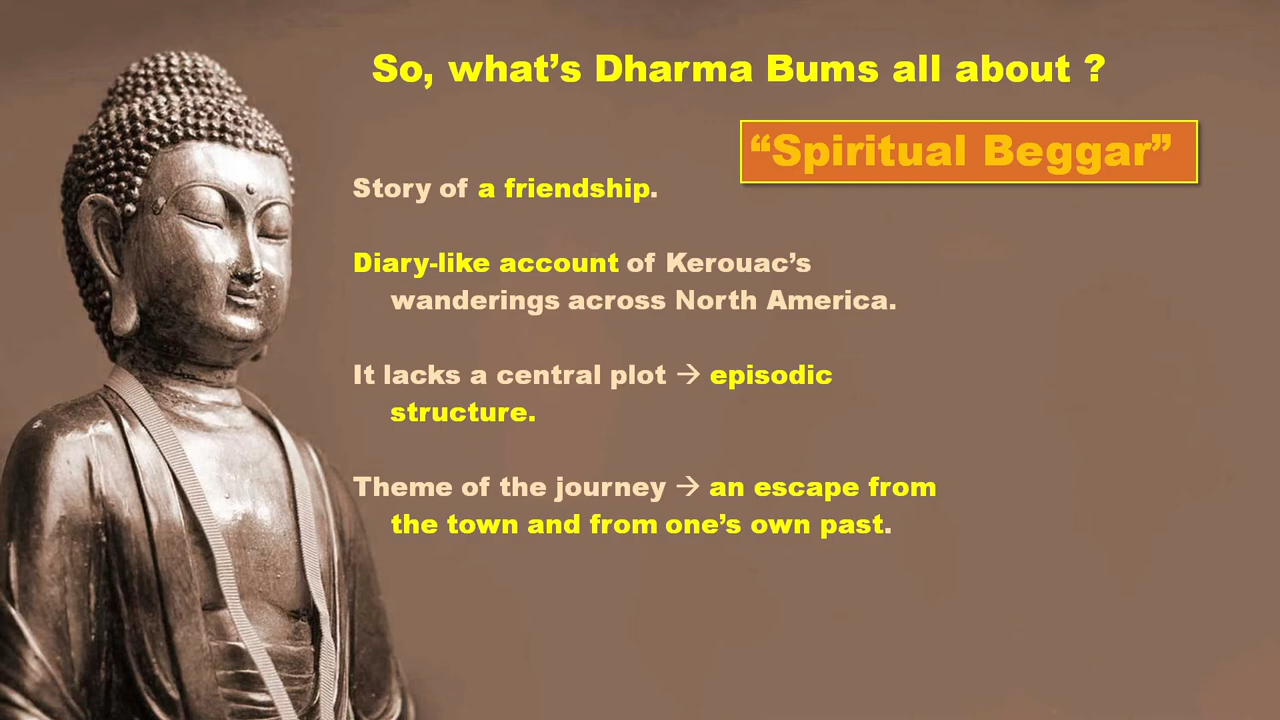 So, what’s Dharma Bums all about ?
“Spiritual Beggar”
Story of a friendship.
Diary-like account of Kerouac’s
wanderings across North America.
It lacks a central plot → episodic
structure.
Theme of the journey → an escape from
the town and from one’s own past.